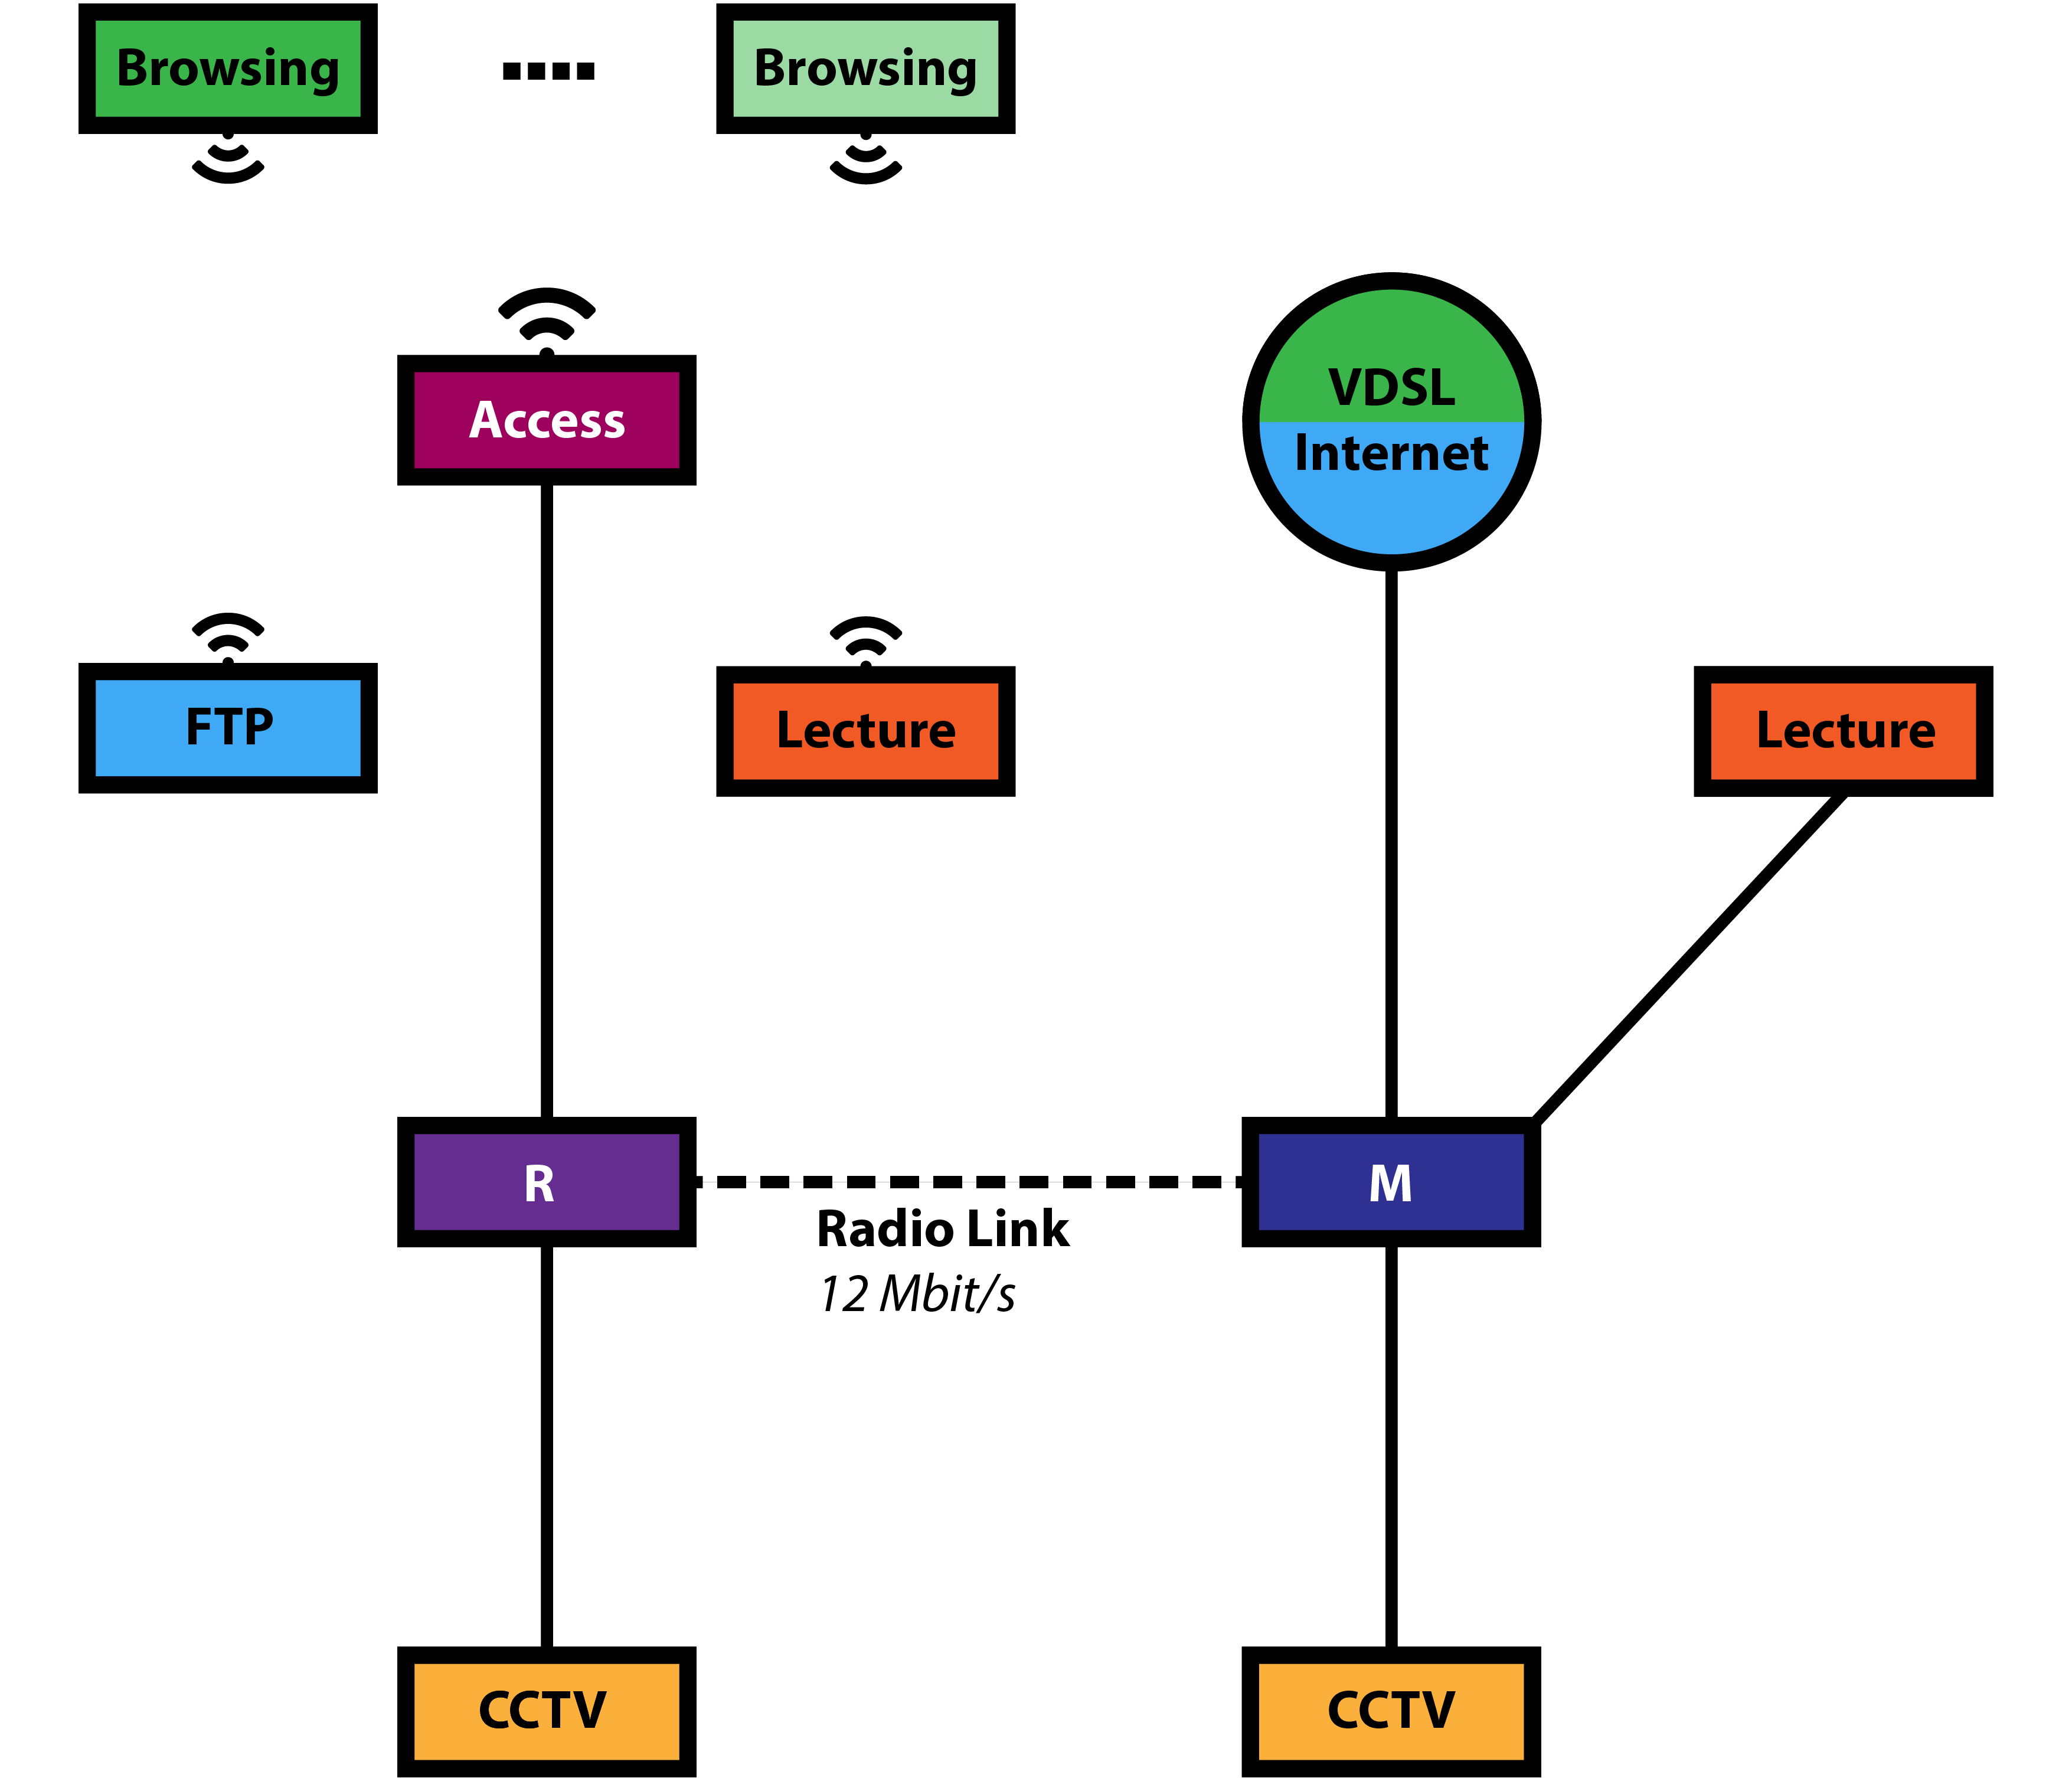 Browsing
Browsing
Access
VDSL
Internet
FTP
Lecture
Lecture
R
M
Radio Link
12 Mbit/s
CCTV
CCTV